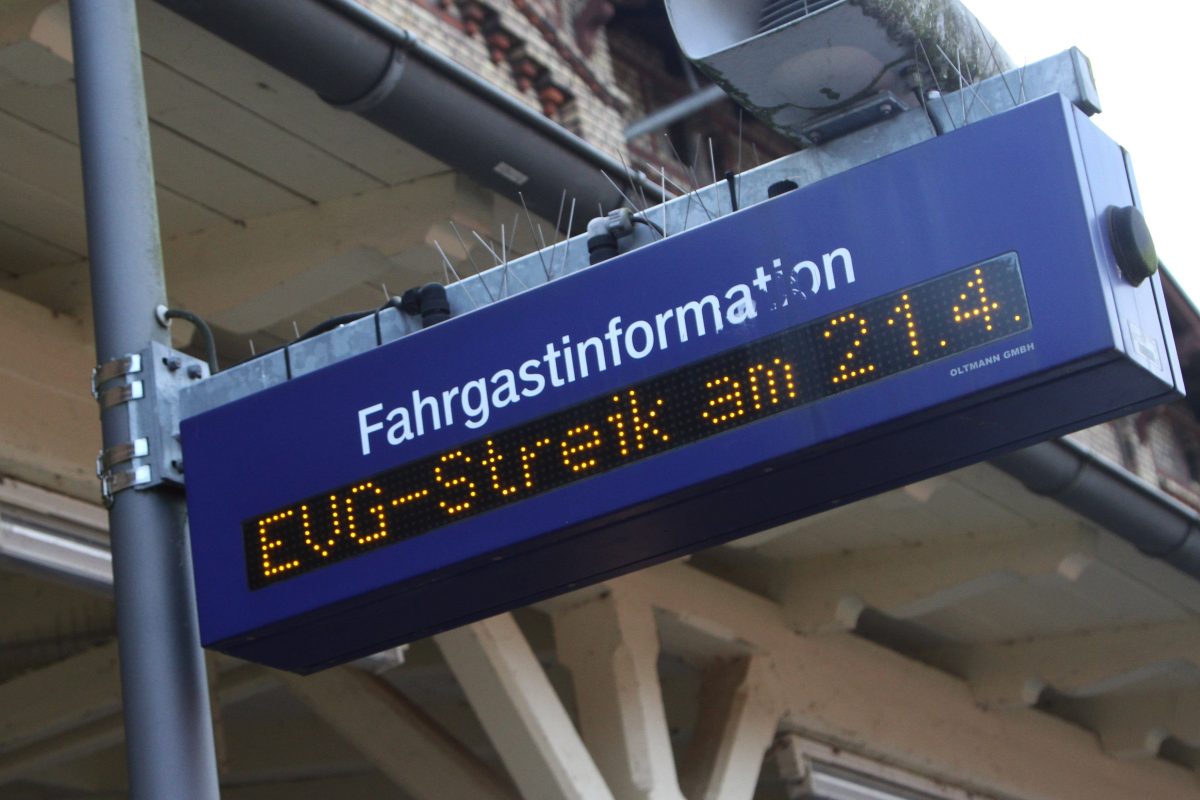 Fahrgastinformation
EVG-Streik am 21.4.
OLTMANN GMBH